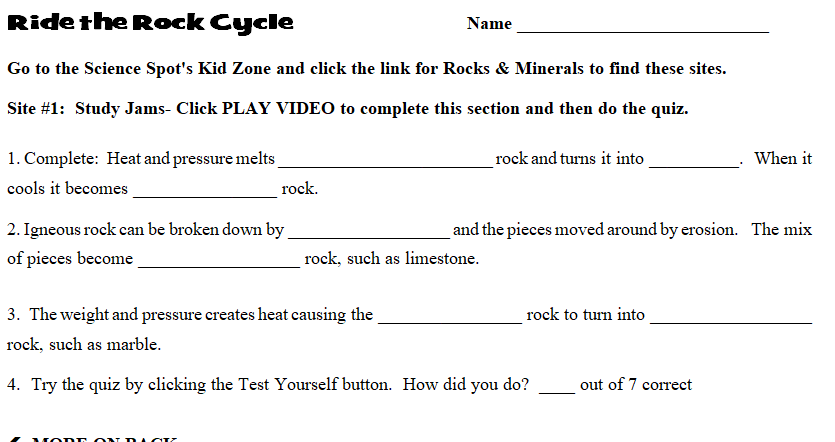 Ride the Rock Cycle Name ____________________________
Go to the Science Spot's Kid Zone and click the link for Rocks & Minerals to find these sites.
Site #1: Study Jams- Click PLAY VIDEO to complete this section and then do the quiz.
1. Complete: Heat and pressure melts ________________________ rock and turns it into __________. When it
cools it becomes ________________ rock.
2. Igneous rock can be broken down by __________________ and the pieces moved around by erosion. The mix
of pieces become __________________ rock, such as limestone.
3. The weight and pressure creates heat causing the ________________ rock to turn into __________________
rock, such as marble.
4. Try the quiz by clicking the Test Yourself button. How did you do? ____ out of 7 correct
MORE ON BACK